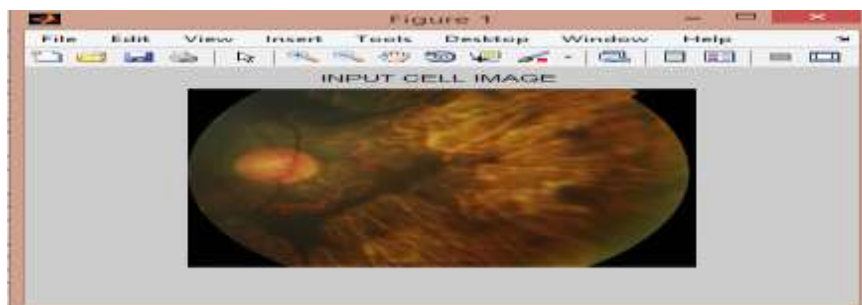 Figure 1
File Edit View Insert Tools Desktop Window Help
INPUT CELL IMAGE